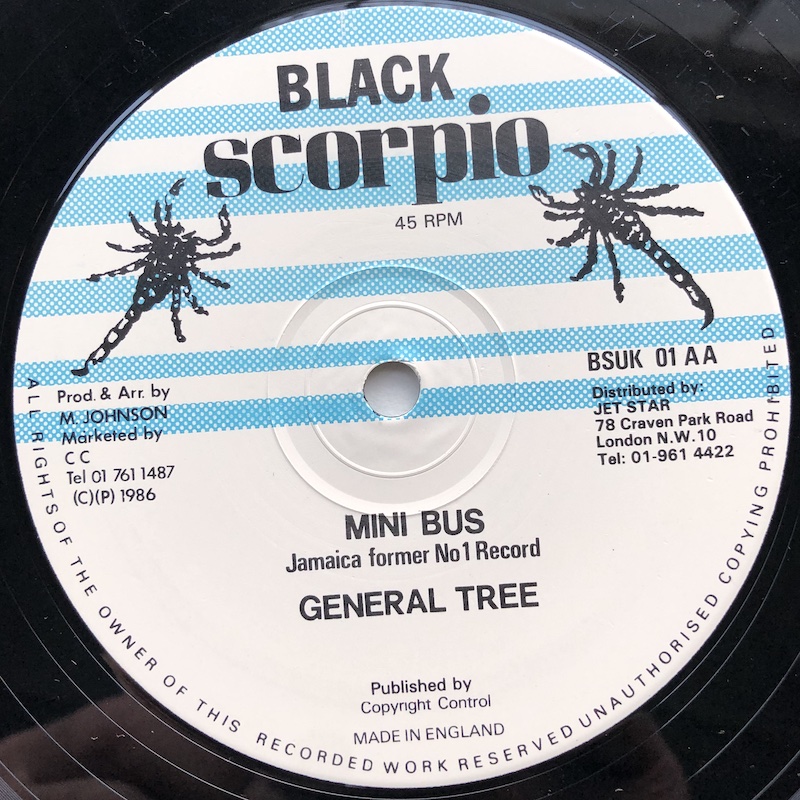 BLACK
scorpio
45 RPM
BSUK 01 AA
Prod. & Arr. by
M. JOHNSON
Marketed by
C C
Tel 01 761 1487
(C)(P) 1986
Distributed by:
JET STAR
78 Craven Park Road
London N.W.10
Tel: 01-961 4422
MINI BUS
Jamaica former No1 Record
GENERAL TREE
Published by
Copyright Control
MADE IN ENGLAND
ALL RIGHTS OF THE OWNER OF THIS RECORDED WORK RESERVED UNAUTHORISED COPYING PROHIBITED